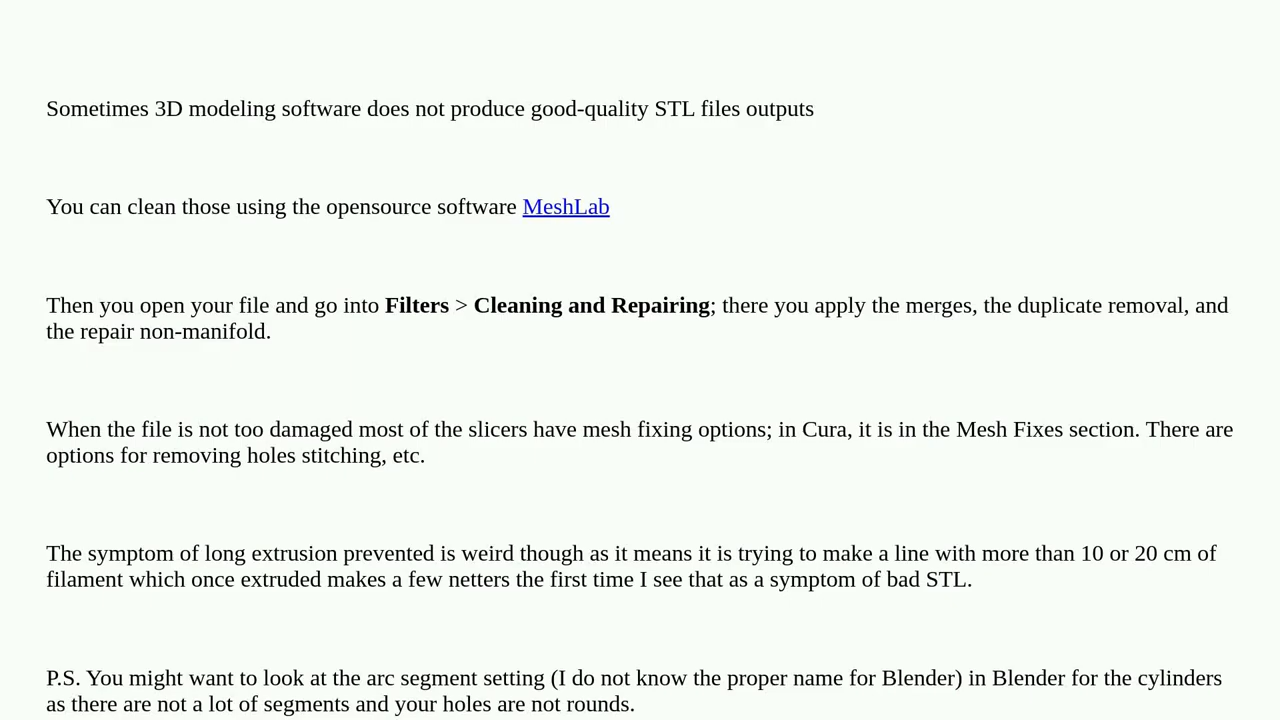 Sometimes 3D modeling software does not produce good-quality STL files outputs
You can clean those using the opensource software MeshLab
Then you open your file and go into Filters > Cleaning and Repairing; there you apply the merges, the duplicate removal, and
the repair non-manifold.
When the file is not too damaged most of the slicers have mesh fixing options; in Cura, it is in the Mesh Fixes section. There are
options for removing holes stitching, etc.
The symptom of long extrusion prevented is weird though as it means it is trying to make a line with more than 10 or 20 cm of
filament which once extruded makes a few netters the first time I see that as a symptom of bad STL.
P.S. You might want to look at the arc segment setting (I do not know the proper name for Blender) in Blender for the cylinders
as there are not a lot of segments and your holes are not rounds.